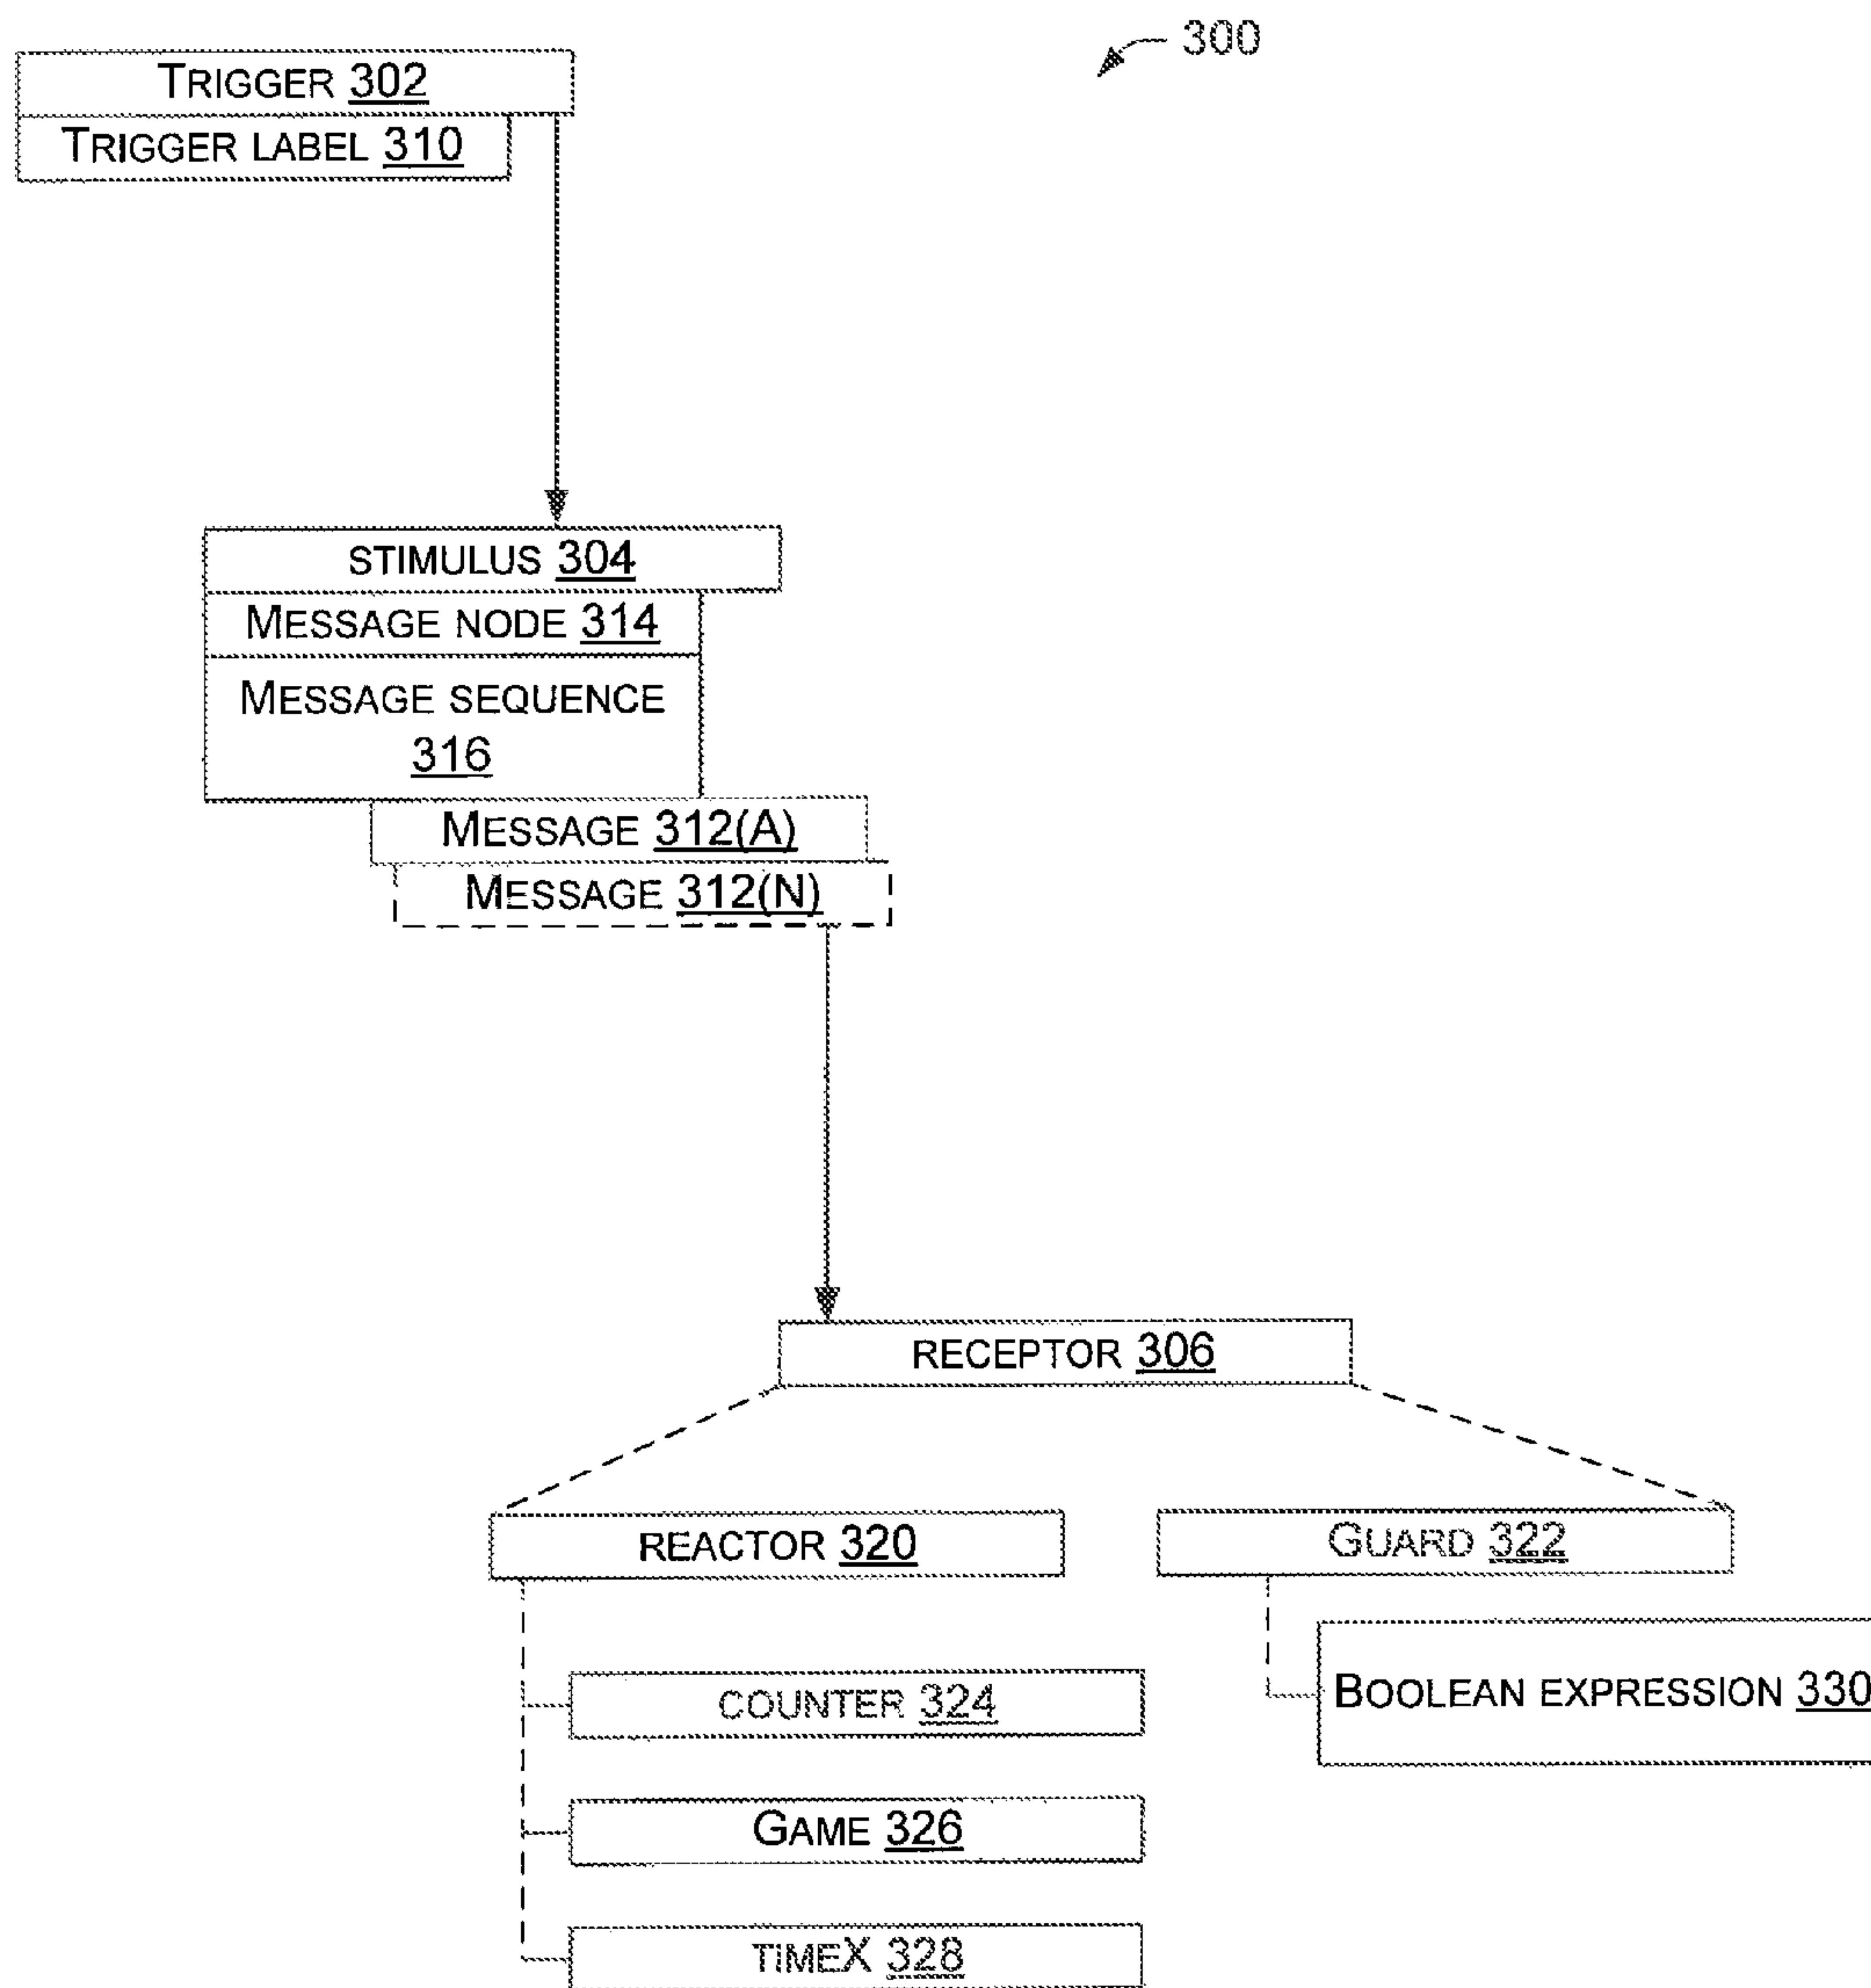 300
TRIGGER 302
TRIGGER LABEL 310
STIMULUS 304
MESSAGE NODE 314
MESSAGE SEQUENCE
316
MESSAGE 312(A)
MESSAGE 312(N)
RECEPTOR 306
REACTOR 320
GUARD 322
COUNTER 324
BOOLEAN EXPRESSION 330
GAME 326
TIMEX 328